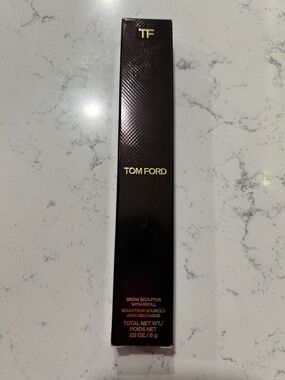 TF
TOM FORD
BROW SCULPTOR
WITH REFILL
SCULPTEUR SOURCILS
AVEC RECHARGE
TOTAL NET WT/
POIDS NET
.02 OZ./.6 g